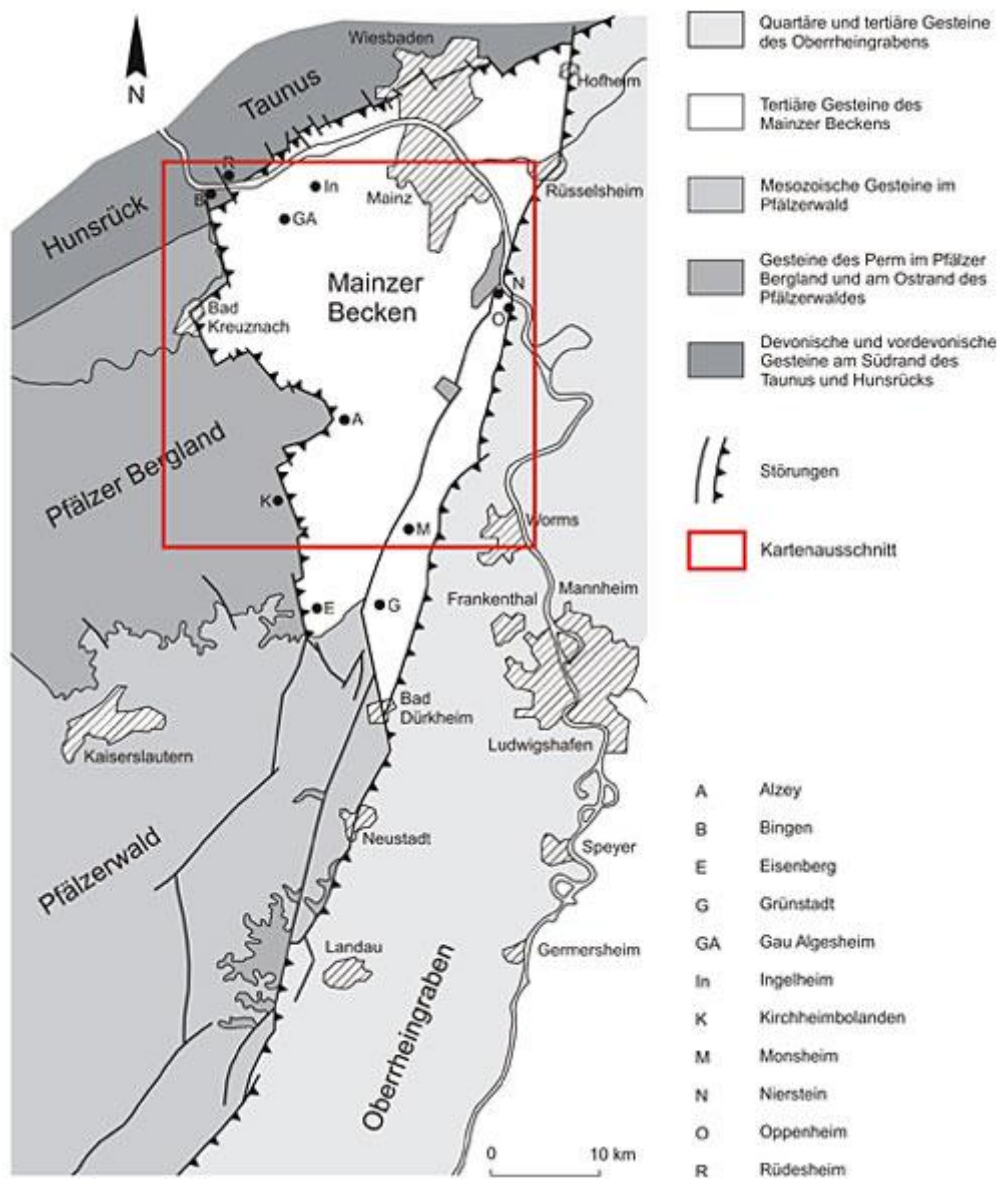 N
Taunus
Wiesbaden
Hofheim
R
B
In
GA
Mainz
Rüsselsheim
Hunsrück
Mainzer
Becken
N
O
Bad
Kreuznach
A
Pfälzer Bergland
K
M
Worms
E
G
Frankenthal
Mannheim
Bad
Dürkheim
Ludwigshafen
Kaiserslautern
Neustadt
Speyer
Pfälzerwald
Landau
Germersheim
Oberrheingraben
0
10 km
Quartäre und tertiäre Gesteine
des Oberrheingrabens
Tertiäre Gesteine des
Mainzer Beckens
Mesozoische Gesteine im
Pfälzerwald
Gesteine des Perm im Pfälzer
Bergland und am Ostrand des
Pfälzerwaldes
Devonische und vordevonische
Gesteine am Südrand des
Taunus und Hunsrücks
Störungen
Kartenausschnitt
A Alzey
B Bingen
E Eisenberg
G Grünstadt
GA Gau Algesheim
In Ingelheim
K Kirchheimbolanden
M Monsheim
N Nierstein
O Oppenheim
R Rüdesheim